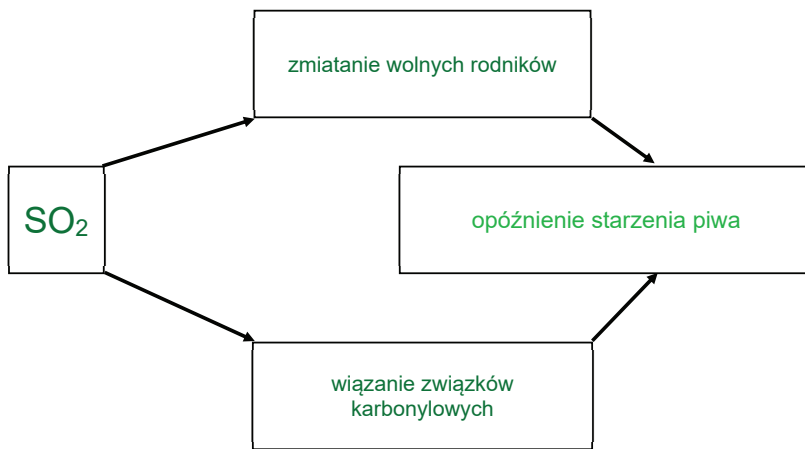 zmiatanie wolnych rodników
SO₂
opóźnienie starzenia piwa
wiązanie związków
karbonylowych